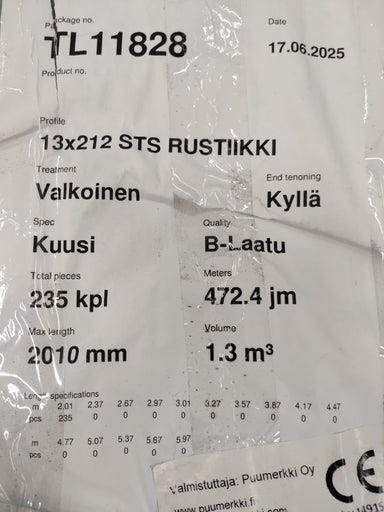 Package no. Date
TL11828 17.06.2025
Product no.
Profile
13x212 STS RUSTIIKKI
Treatment End tenoning
Valkoinen Kyllä
Spec Quality
Kuusi B-Laatu
Total pieces Meters
235 kpl 472.4 jm
Max length Volume
2010 mm 1.3 m³
Length specifications
m 2.01 2.37 2.67 2.97 3.01 3.27 3.57 3.87 4.17 4.47
pcs 235 0 0 0 0 0 0 0 0 0
m 4.77 5.07 5.37 5.67 5.97
pcs 0 0 0 0 0
Valmistuttaja: Puumerkki Oy CE
www.puumerkki.fi